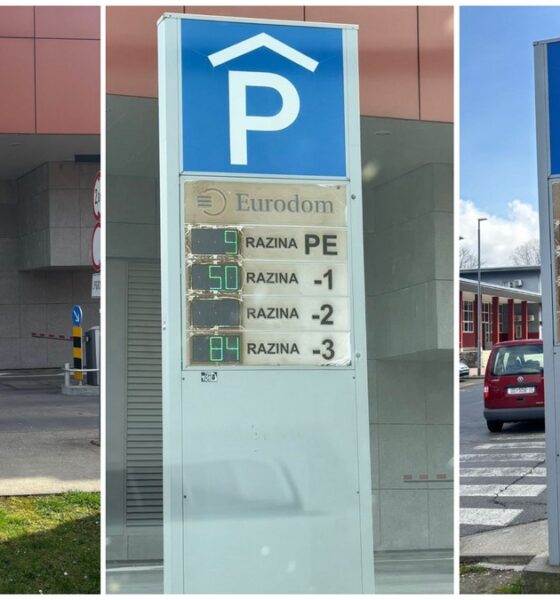 P
Eurodom
9 RAZINA PE
50 RAZINA -1
RAZINA -2
84 RAZINA -3